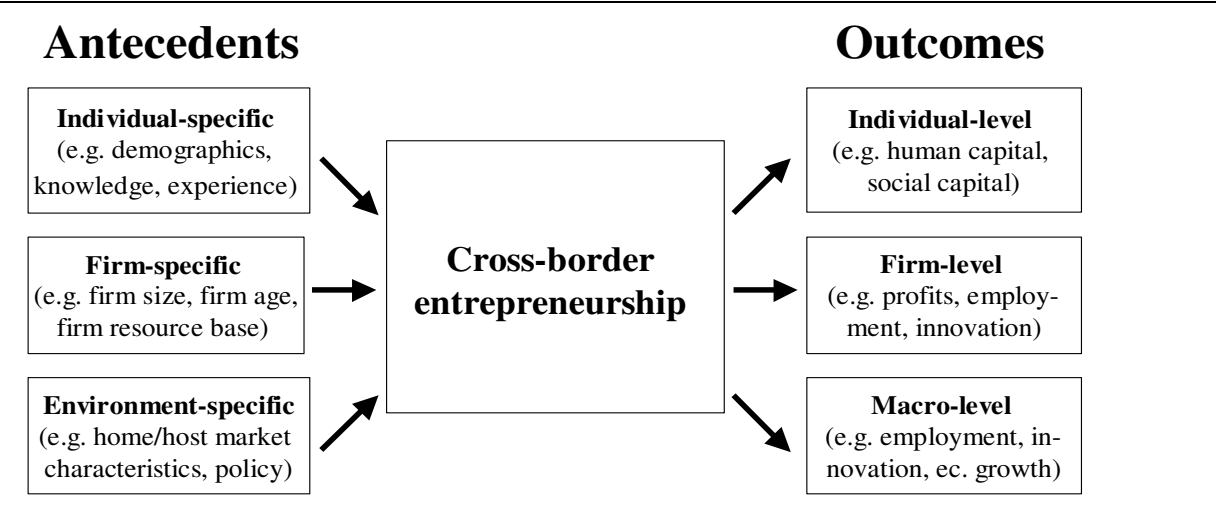 Antecedents
Individual-specific
(e.g. demographics,
knowledge, experience)
Firm-specific
(e.g. firm size, firm age,
firm resource base)
Environment-specific
(e.g. home/host market
characteristics, policy)
Cross-border
entrepreneurship
Outcomes
Individual-level
(e.g. human capital,
social capital)
Firm-level
(e.g. profits, employ-
ment, innovation)
Macro-level
(e.g. employment, in-
novation, ec. growth)